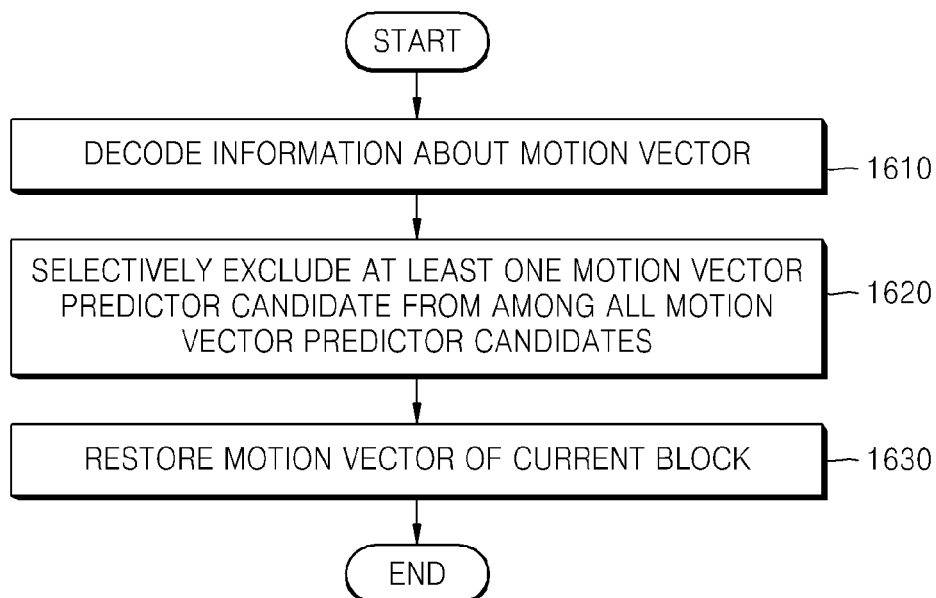 START
DECODE INFORMATION ABOUT MOTION VECTOR
1610
SELECTIVELY EXCLUDE AT LEAST ONE MOTION VECTOR
PREDICTOR CANDIDATE FROM AMONG ALL MOTION
VECTOR PREDICTOR CANDIDATES
1620
RESTORE MOTION VECTOR OF CURRENT BLOCK
1630
END